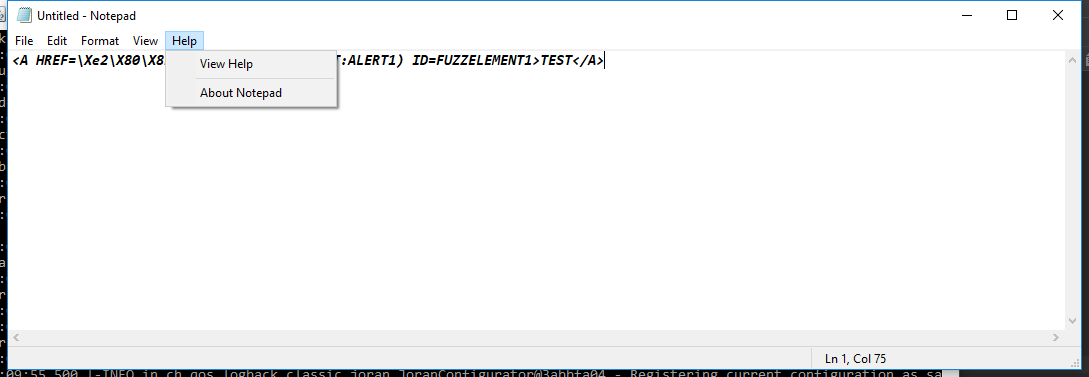 Untitled - Notepad
File Edit Format View Help
<A HREF=\Xe2\X80\X8 T:ALERT1) ID=FUZZELEMENT1>TEST</A>
View Help
About Notepad
Ln 1, Col 75
:09:55,500 |-INFO in ch.qos.logback.classic.joran.JoranConfigurator@3abbfa04 - Registering current configuration as sa